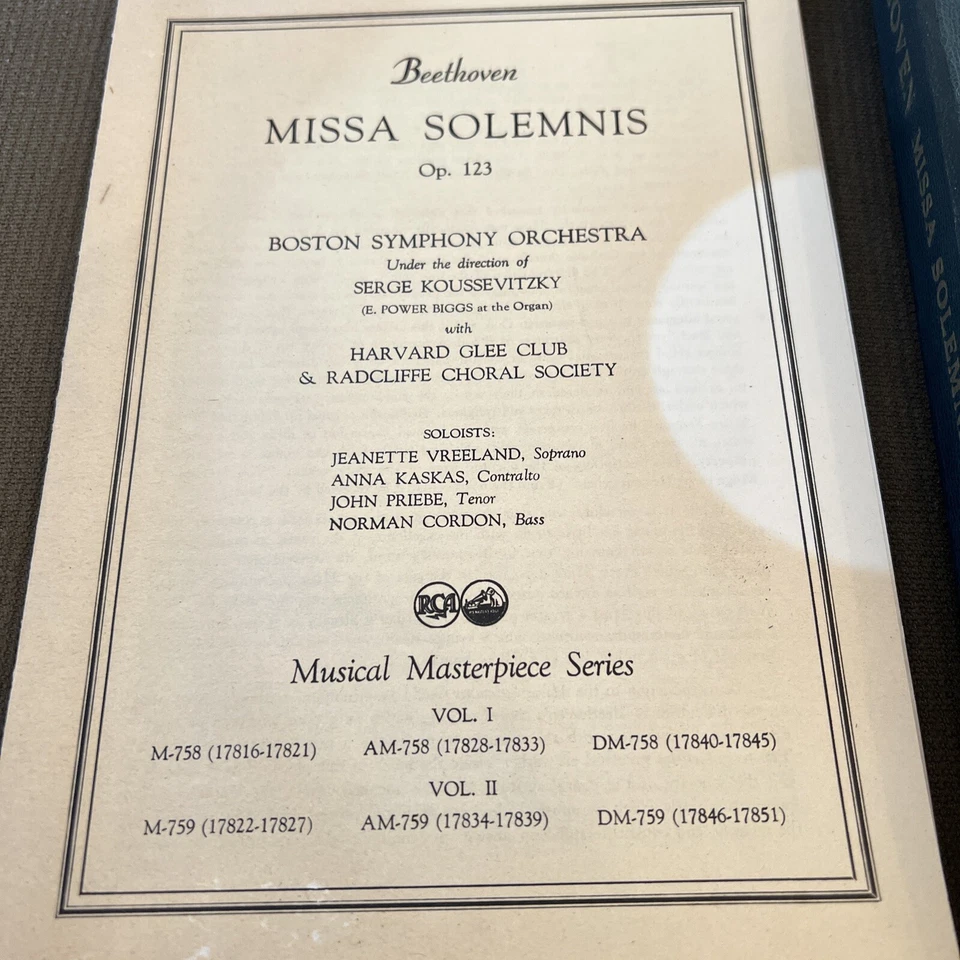 Beethoven
MISSA SOLEMNIS
Op. 123
BOSTON SYMPHONY ORCHESTRA
Under the direction of
SERGE KOUSSEVITZKY
(E. POWER BIGGS at the Organ)
with
HARVARD GLEE CLUB
& RADCLIFFE CHORAL SOCIETY
SOLOISTS:
JEANETTE VREELAND, Soprano
ANNA KASKAS, Contralto
JOHN PRIEBE, Tenor
NORMAN CORDON, Bass
RCA
Musical Masterpiece Series
VOL. I
M-758 (17816-17821) AM-758 (17828-17833) DM-758 (17840-17845)
VOL. II
M-759 (17822-17827) AM-759 (17834-17839) DM-759 (17846-17851)
MISSA